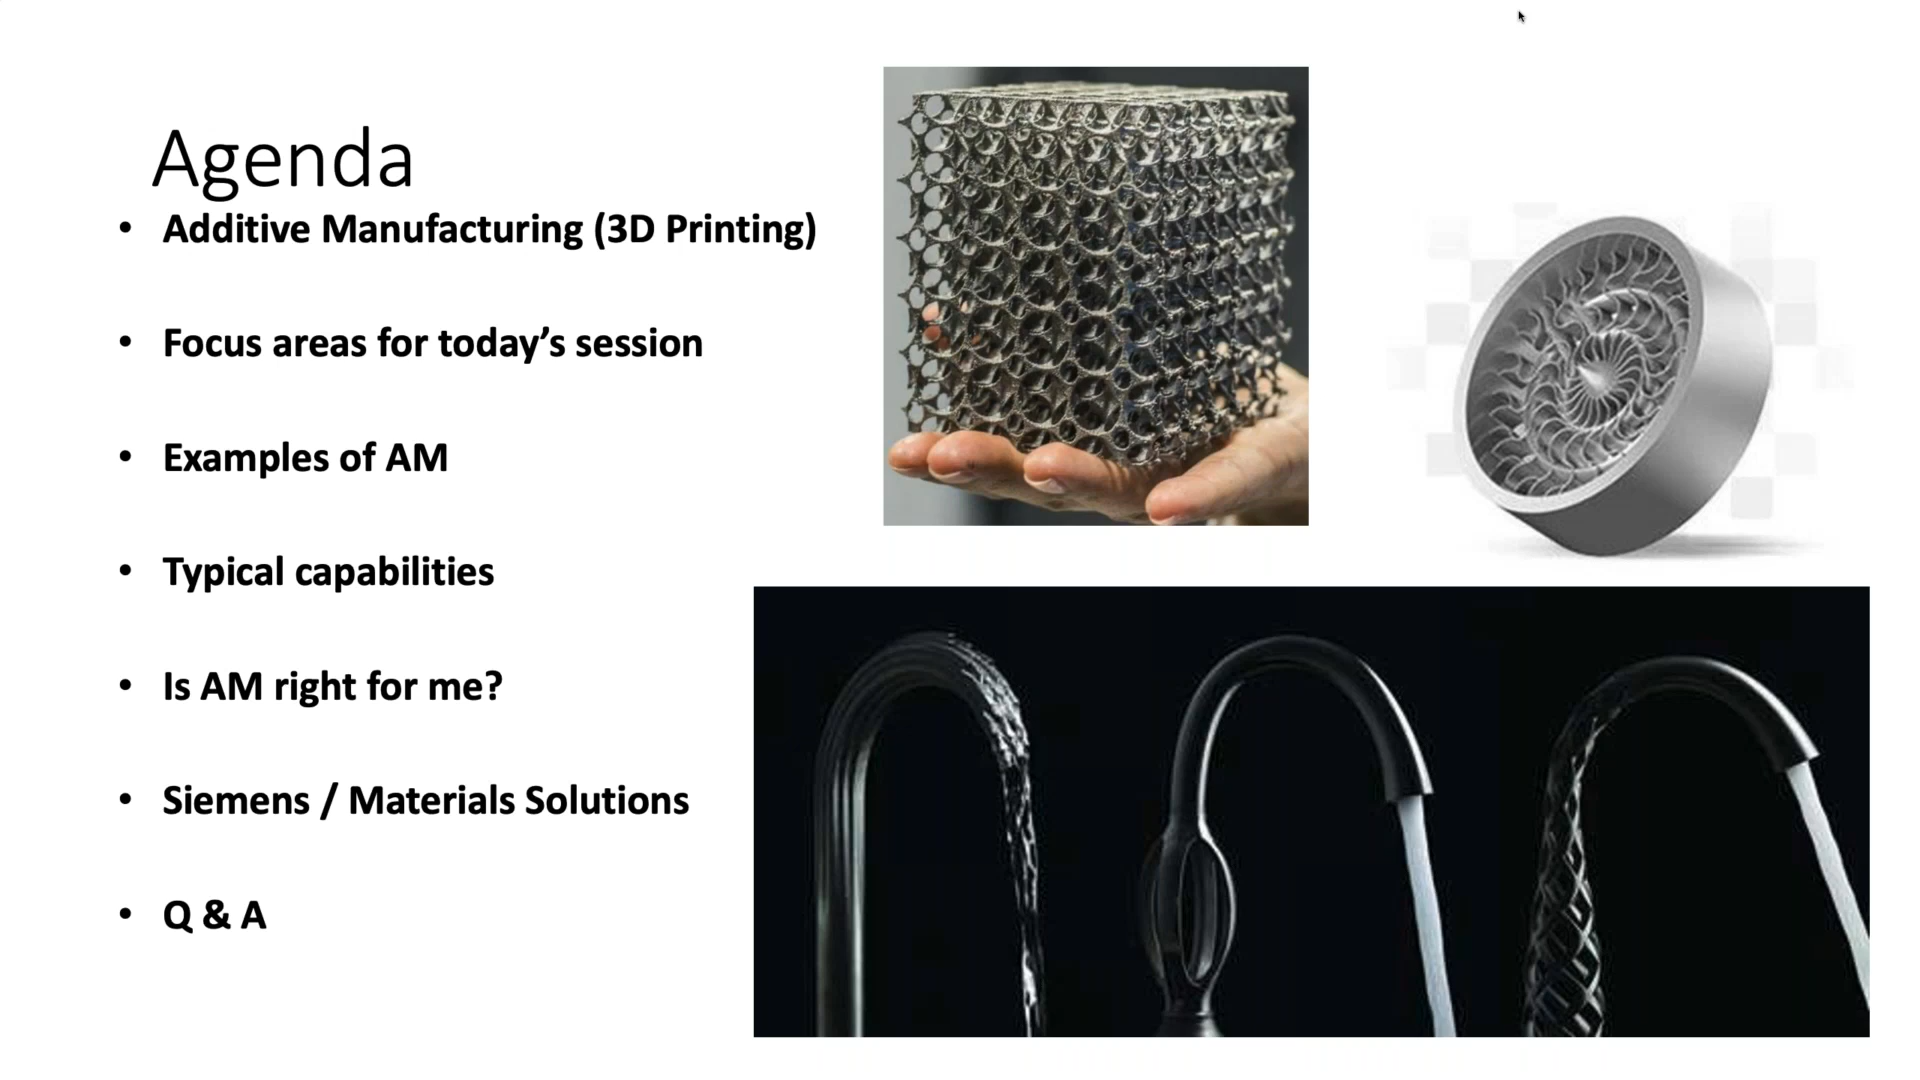 Agenda
• Additive Manufacturing (3D Printing)
• Focus areas for today’s session
• Examples of AM
• Typical capabilities
• Is AM right for me?
• Siemens / Materials Solutions
• Q & A